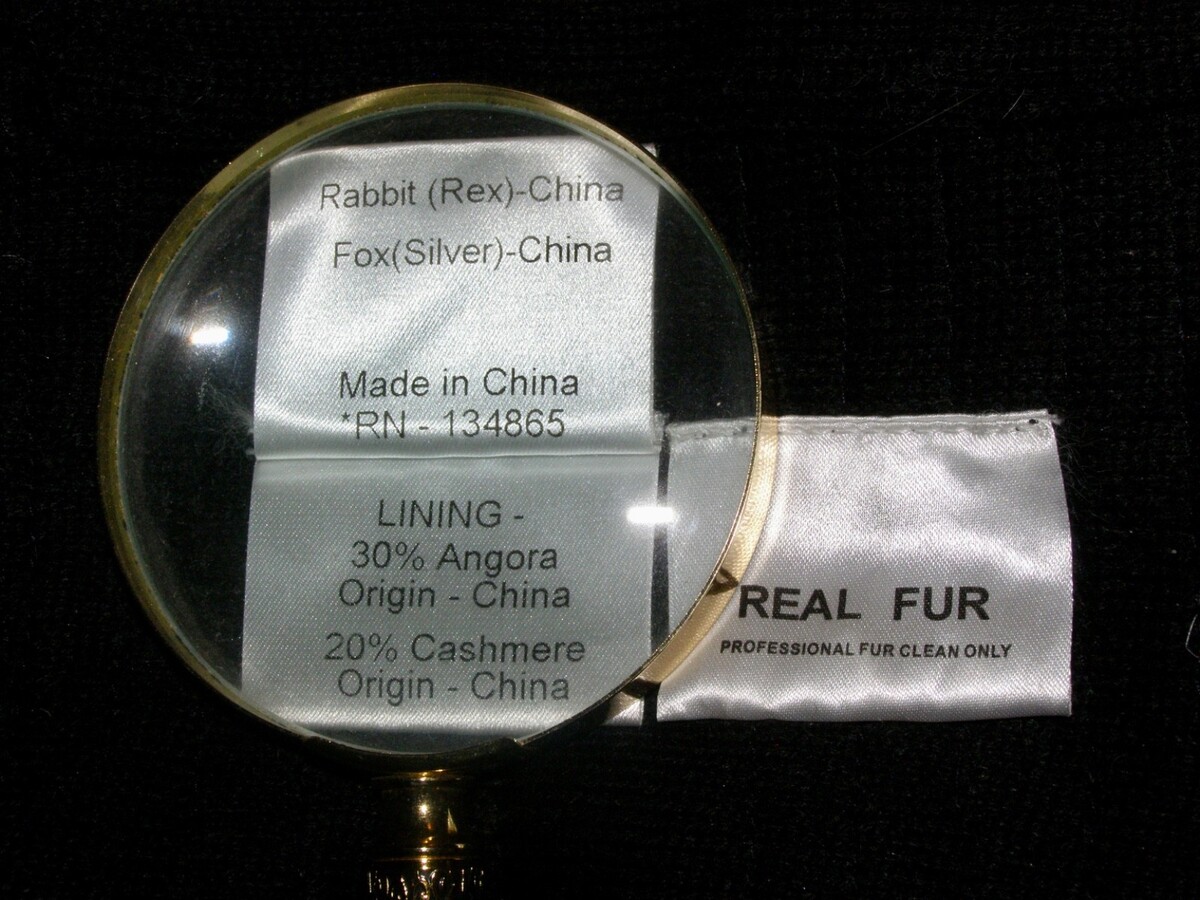 Rabbit (Rex)-China
Fox(Silver)-China
Made in China
*RN - 134865
LINING -
30% Angora
Origin - China
20% Cashmere
Origin - China
REAL FUR
PROFESSIONAL FUR CLEAN ONLY